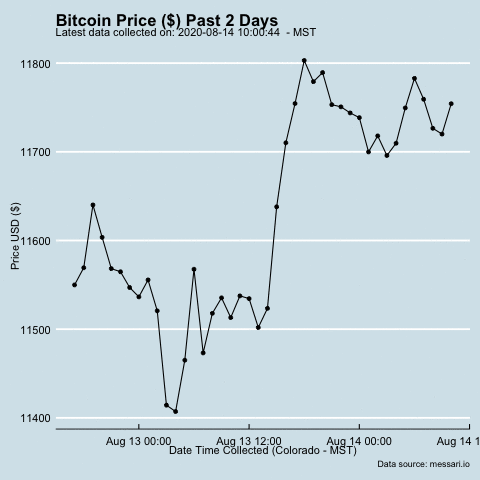 Bitcoin Price ($) Past 2 Days
Latest data collected on: 2020-08-14 10:00:44  - MST
11800
11700
11600
11500
11400
Price USD ($)
Aug 13 00:00 Aug 13 12:00 Aug 14 00:00 Aug 14 1
Date Time Collected (Colorado - MST)
Data source: messari.io